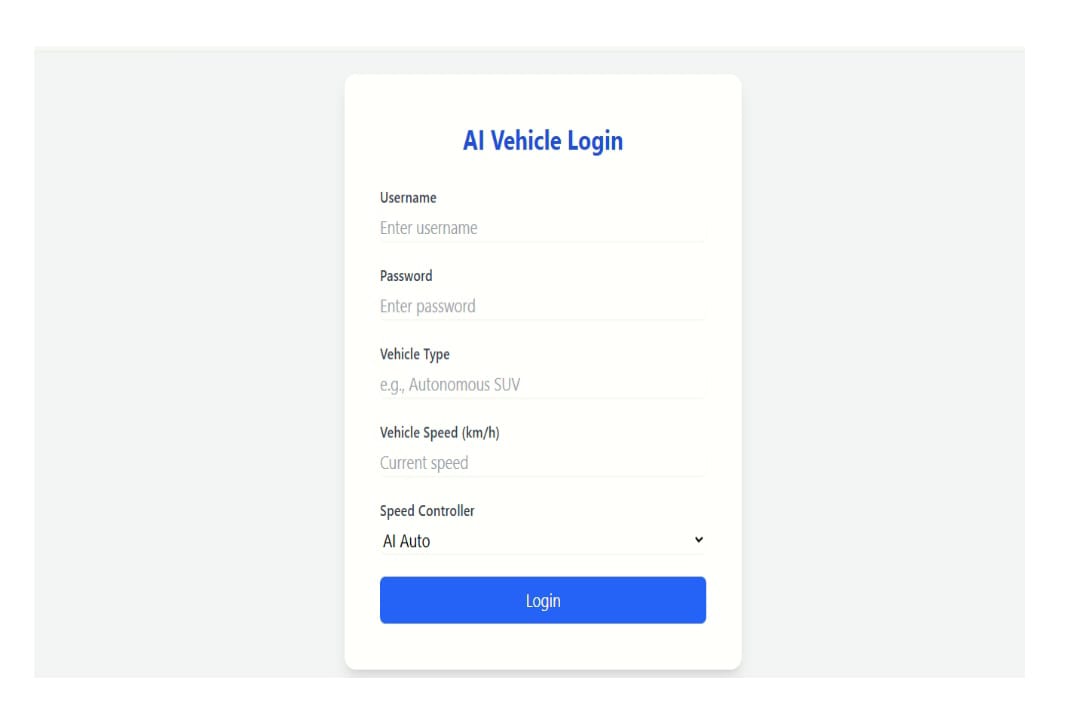 AI Vehicle Login
Username
Enter username
Password
Enter password
Vehicle Type
e.g., Autonomous SUV
Vehicle Speed (km/h)
Current speed
Speed Controller
AI Auto
Login